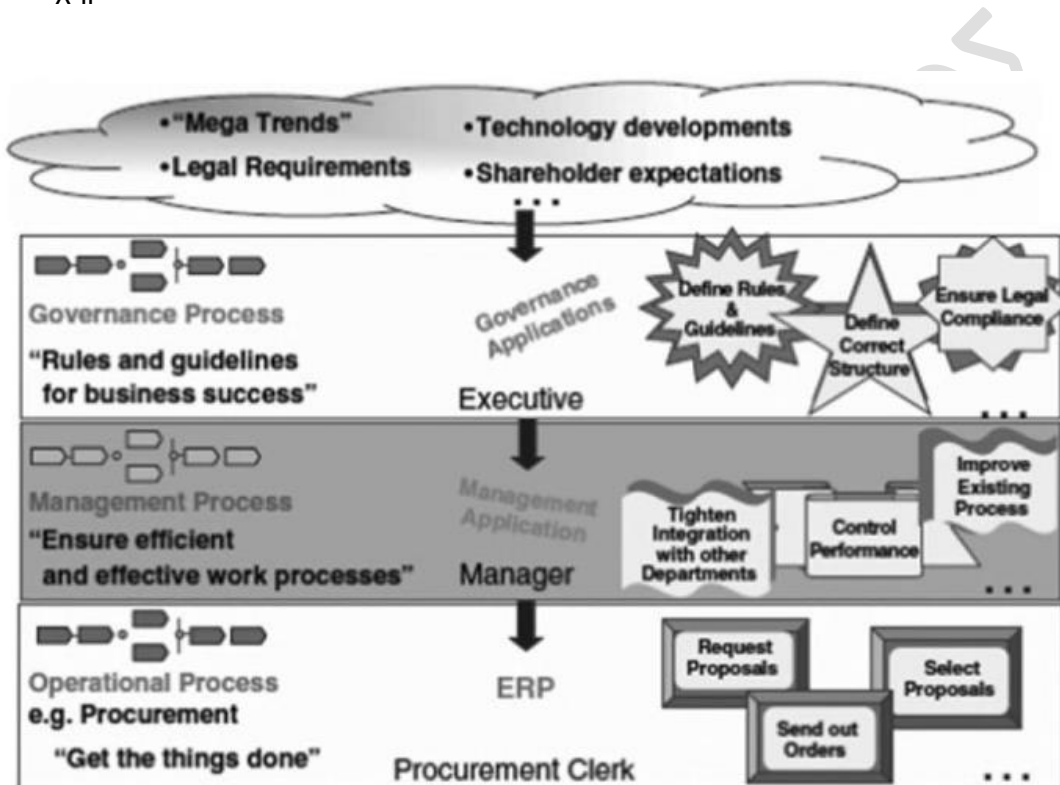 •"Mega Trends"
•Technology developments
•Legal Requirements
•Shareholder expectations
...
Governance Process
"Rules and guidelines
for business success"
Governance
Applications
Executive
Define Rules
&
Guidelines
Define
Correct
Structure
Ensure Legal
Compliance
...
Management Process
"Ensure efficient
and effective work processes"
Management
Application
Manager
Tighten
Integration
with other
Departments
Control
Performance
Improve
Existing
Process
...
Operational Process
e.g. Procurement
"Get the things done"
ERP
Procurement Clerk
Request
Proposals
Send out
Orders
Select
Proposals
...